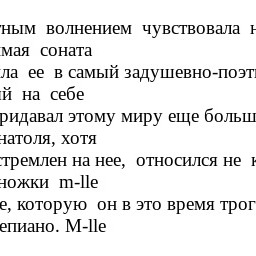 ным волнением чувствовала
мая соната
ла ее в самый задушевно-поэт
й на себе
ридавал этому миру еще больш
натоля, хотя
стремлен на нее, относился не
ножки m-lle
е, которую он в это время трог
епиано. M-lle